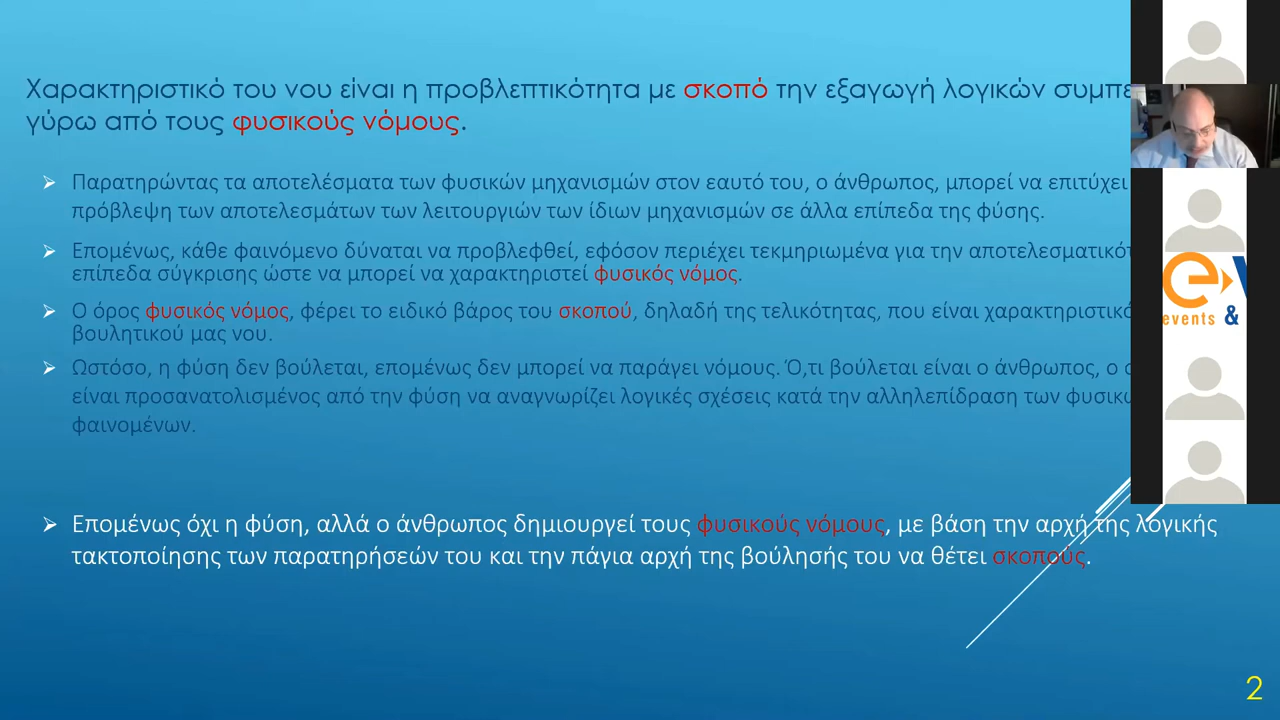 Χαρακτηριστικό του νου είναι η προβλεπτικότητα με σκοπό την εξαγωγή λογικών
γύρω από τους φυσικούς νόμους.
Παρατηρώντας τα αποτελέσματα των φυσικών μηχανισμών στον εαυτό του, ο άνθρωπος, μπορεί να επιτύχει
πρόβλεψη των αποτελεσμάτων των λειτουργιών των ίδιων μηχανισμών σε άλλα επίπεδα της φύσης.
Επομένως, κάθε φαινόμενο δύναται να προβλεφθεί, εφόσον περιέχει τεκμηριωμένα για την
επίπεδα σύγκρισης ώστε να μπορεί να χαρακτηριστεί φυσικός νόμος.
Ο όρος φυσικός νόμος, φέρει το ειδικό βάρος του σκοπού, δηλαδή της τελικότητας, που είναι
βουλητικού μας νου.
Ωστόσο, η φύση δεν βούλεται, επομένως δεν μπορεί να παράγει νόμους. Ό,τι βούλεται είναι ο άνθρωπος, ο
είναι προσανατολισμένος από την φύση να αναγνωρίζει λογικές σχέσεις κατά την αλληλεπίδραση των
φαινομένων.
Επομένως όχι η φύση, αλλά ο άνθρωπος δημιουργεί τους φυσικούς νόμους, με βάση την αρχή της λογικής
τακτοποίησης των παρατηρήσεών του και την πάγια αρχή της βούλησής του να θέτει σκοπούς.
events &
2